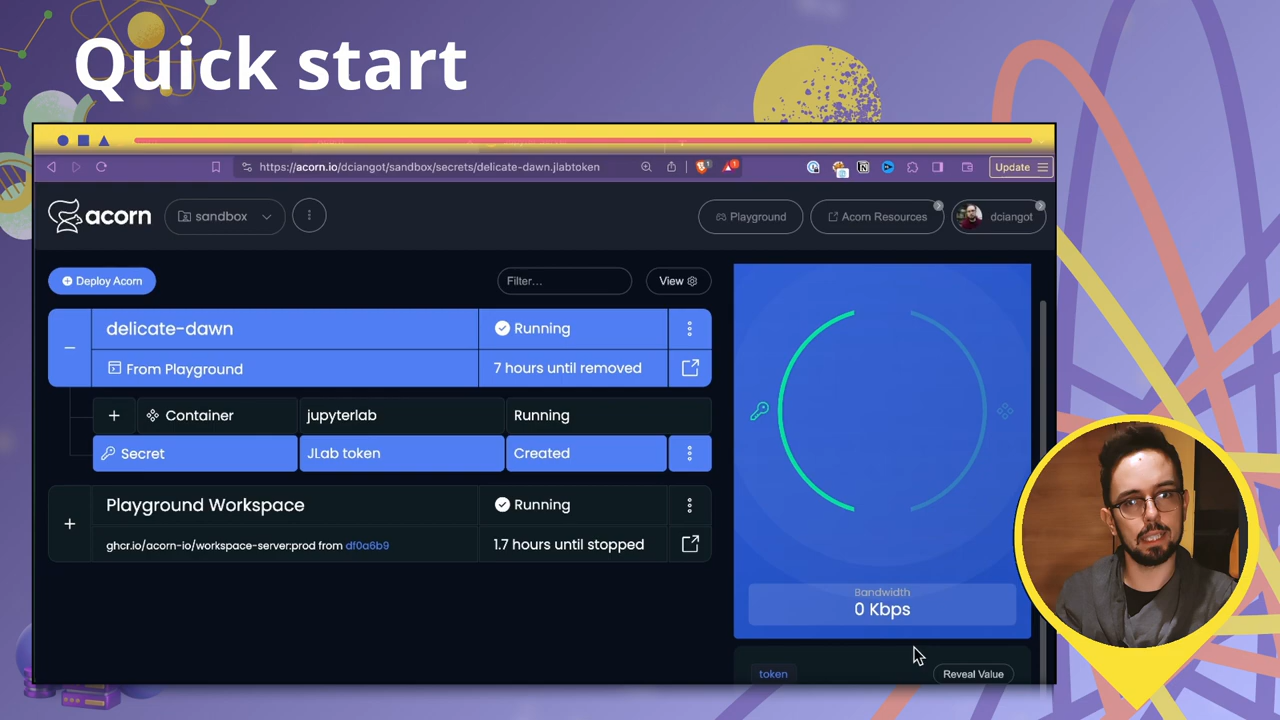 Quick start
https://acorn.io/dciangot/sandbox/secrets/delicate-dawn.jlabtoken
1
1
Update
acorn
sandbox
Playground
Acorn Resources
dciangot
Deploy Acorn
Filter...
View
delicate-dawn
Running
From Playground
7 hours until removed
Container
jupyterlab
Running
Secret
JLab token
Created
Playground Workspace
Running
ghcr.io/acorn-io/workspace-server:prod from df0a6b9
1.7 hours until stopped
Bandwidth
0 Kbps
token
Reveal Value